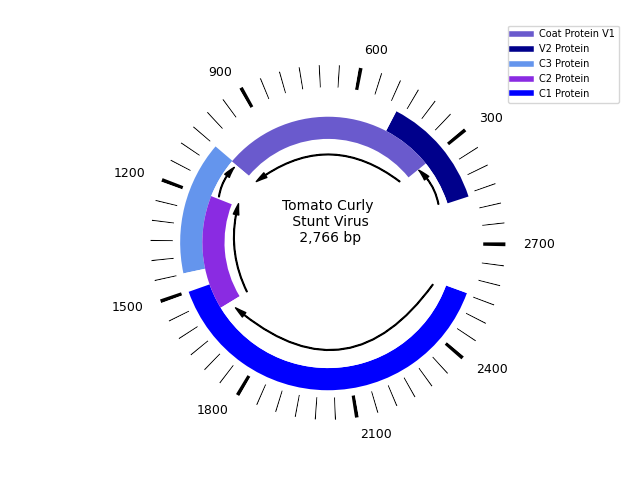 Coat Protein V1
V2 Protein
C3 Protein
C2 Protein
C1 Protein
600
900
300
1200
Tomato Curly
Stunt Virus
2,766 bp
2700
1500
2400
1800
2100